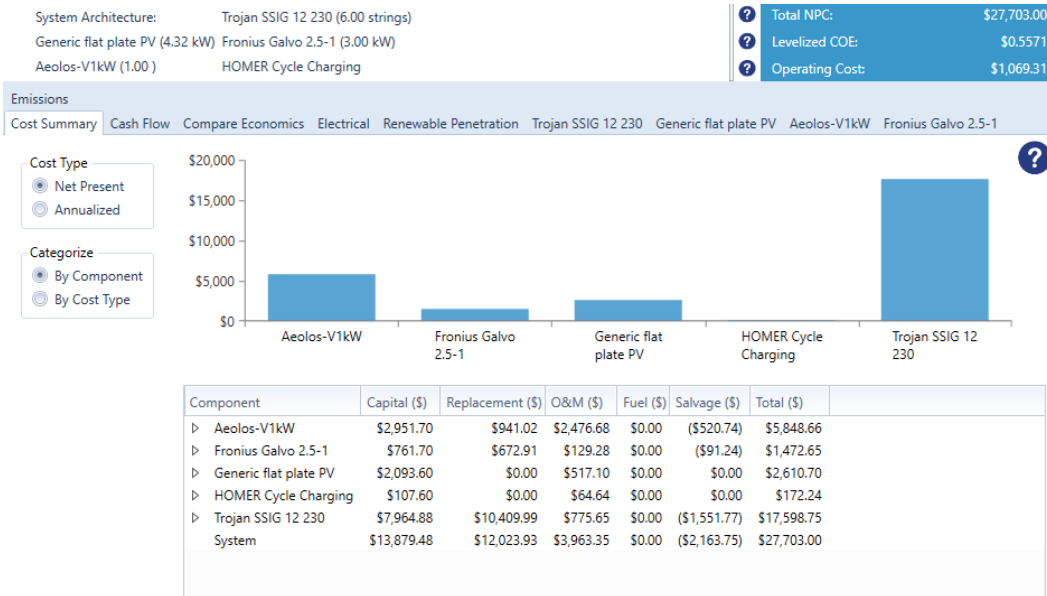 System Architecture: Trojan SSIG 12 230 (6.00 strings)
Generic flat plate PV (4.32 kW) Fronius Galvo 2.5-1 (3.00 kW)
Aeolos-V1kW (1.00 ) HOMER Cycle Charging
? Total NPC: $27,703.00
? Levelized COE: $0.5571
? Operating Cost: $1,069.31
Emissions
Cost Summary Cash Flow Compare Economics Electrical Renewable Penetration Trojan SSIG 12 230 Generic flat plate PV Aeolos-V1kW Fronius Galvo 2.5-1
Cost Type
Net Present
Annualized
Categorize
By Component
By Cost Type
?
$20,000
$15,000
$10,000
$5,000
$0
Aeolos-V1kW
Fronius Galvo
2.5-1
Generic flat
plate PV
HOMER Cycle
Charging
Trojan SSIG 12
230
Component Capital ($) Replacement ($) O&M ($) Fuel ($) Salvage ($) Total ($)
Aeolos-V1kW $2,951.70 $941.02 $2,476.68 $0.00 ($520.74) $5,848.66
Fronius Galvo 2.5-1 $761.70 $672.91 $129.28 $0.00 ($91.24) $1,472.65
Generic flat plate PV $2,093.60 $0.00 $517.10 $0.00 $0.00 $2,610.70
HOMER Cycle Charging $107.60 $0.00 $64.64 $0.00 $0.00 $172.24
Trojan SSIG 12 230 $7,964.88 $10,409.99 $775.65 $0.00 ($1,551.77) $17,598.75
System $13,879.48 $12,023.93 $3,963.35 $0.00 ($2,163.75) $27,703.00